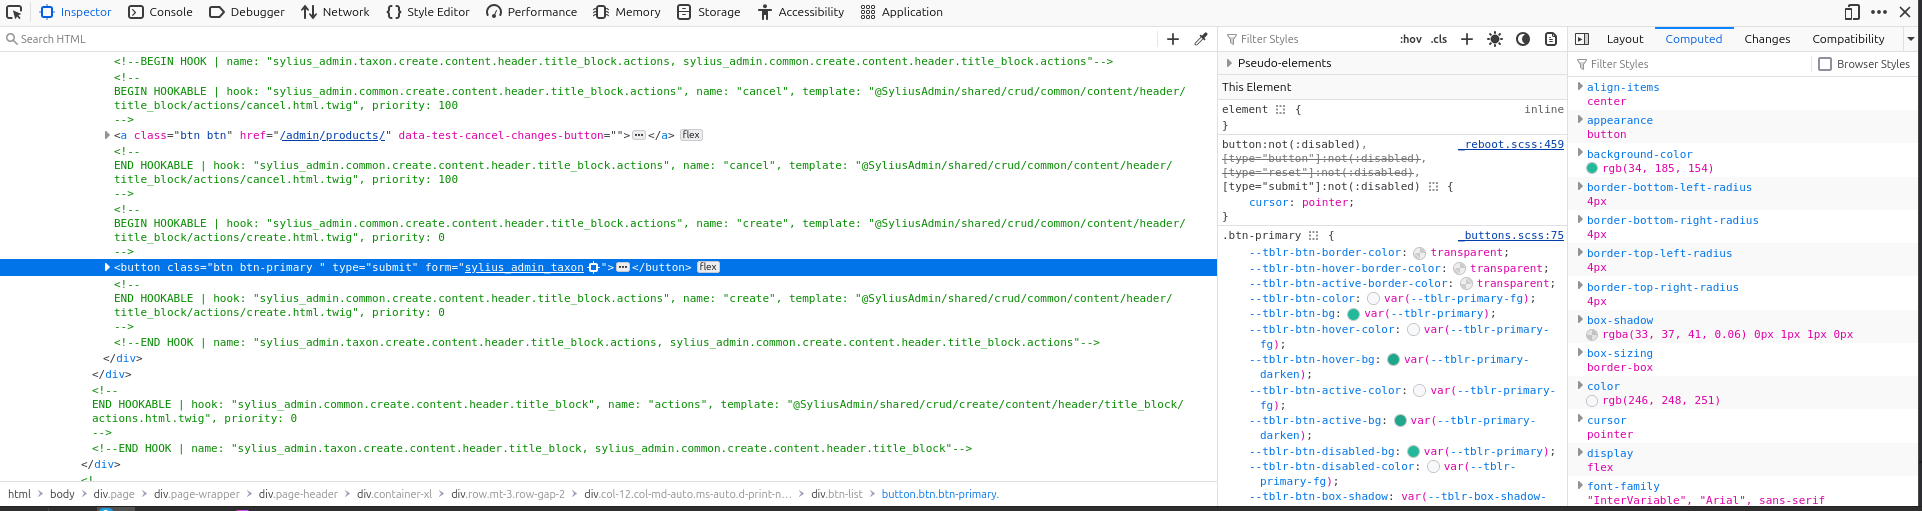 Inspector Console Debugger Network Style Editor Performance Memory Storage Accessibility Application
Search HTML
<!--BEGIN HOOK | name: "sylius_admin.taxon.create.content.header.title_block.actions, sylius_admin.common.create.content.header.title_block.actions"-->
<!--
BEGIN HOOKABLE | hook: "sylius_admin.common.create.content.header.title_block.actions", name: "cancel", template: "@SyliusAdmin/shared/crud/common/content/header/
title_block/actions/cancel.html.twig", priority: 100
-->
<a class="btn btn" href="/admin/products/" data-test-cancel-changes-button="">⋯</a> flex
<!--
END HOOKABLE | hook: "sylius_admin.common.create.content.header.title_block.actions", name: "cancel", template: "@SyliusAdmin/shared/crud/common/content/header/
title_block/actions/cancel.html.twig", priority: 100
-->
<!--
BEGIN HOOKABLE | hook: "sylius_admin.common.create.content.header.title_block.actions", name: "create", template: "@SyliusAdmin/shared/crud/common/content/header/
title_block/actions/create.html.twig", priority: 0
-->
<button class="btn btn-primary " type="submit" form="sylius_admin_taxon">⋯</button> flex
<!--
END HOOKABLE | hook: "sylius_admin.common.create.content.header.title_block.actions", name: "create", template: "@SyliusAdmin/shared/crud/common/content/header/
title_block/actions/create.html.twig", priority: 0
-->
<!--END HOOK | name: "sylius_admin.taxon.create.content.header.title_block.actions, sylius_admin.common.create.content.header.title_block.actions"-->
</div>
</div>
<!--
END HOOKABLE | hook: "sylius_admin.common.create.content.header.title_block", name: "actions", template: "@SyliusAdmin/shared/crud/create/content/header/title_block/
actions.html.twig", priority: 0
-->
<!--END HOOK | name: "sylius_admin.taxon.create.content.header.title_block, sylius_admin.common.create.content.header.title_block"-->
</div>
<!--
html > body > div.page > div.page-wrapper > div.page-header > div.container-xl > div.row.mt-3.row-gap-2 > div.col-12.col-md-auto.ms-auto.d-print-n… > div.btn-list > button.btn.btn-primary.
Filter Styles :hov .cls
Pseudo-elements
This Element
element { inline
}
button:not(:disabled), _reboot.scss:459
[type="button"]:not(:disabled),
[type="reset"]:not(:disabled),
[type="submit"]:not(:disabled) {
cursor: pointer;
}
.btn-primary { _buttons.scss:75
--tblr-btn-border-color: transparent;
--tblr-btn-hover-border-color: transparent;
--tblr-btn-active-border-color: transparent;
--tblr-btn-color: var(--tblr-primary-fg);
--tblr-btn-bg: var(--tblr-primary);
--tblr-btn-hover-color: var(--tblr-primary-
fg);
--tblr-btn-hover-bg: var(--tblr-primary-
darken);
--tblr-btn-active-color: var(--tblr-primary-
fg);
--tblr-btn-active-bg: var(--tblr-primary-
darken);
--tblr-btn-disabled-bg: var(--tblr-primary);
--tblr-btn-disabled-color: var(--tblr-
primary-fg);
--tblr-btn-box-shadow: var(--tblr-box-shadow-
Layout Computed Changes Compatibility
Filter Styles Browser Styles
align-items
center
appearance
button
background-color
rgb(34, 185, 154)
border-bottom-left-radius
4px
border-bottom-right-radius
4px
border-top-left-radius
4px
border-top-right-radius
4px
box-shadow
rgba(33, 37, 41, 0.06) 0px 1px 1px 0px
box-sizing
border-box
color
rgb(246, 248, 251)
cursor
pointer
display
flex
font-family
"InterVariable", "Arial", sans-serif